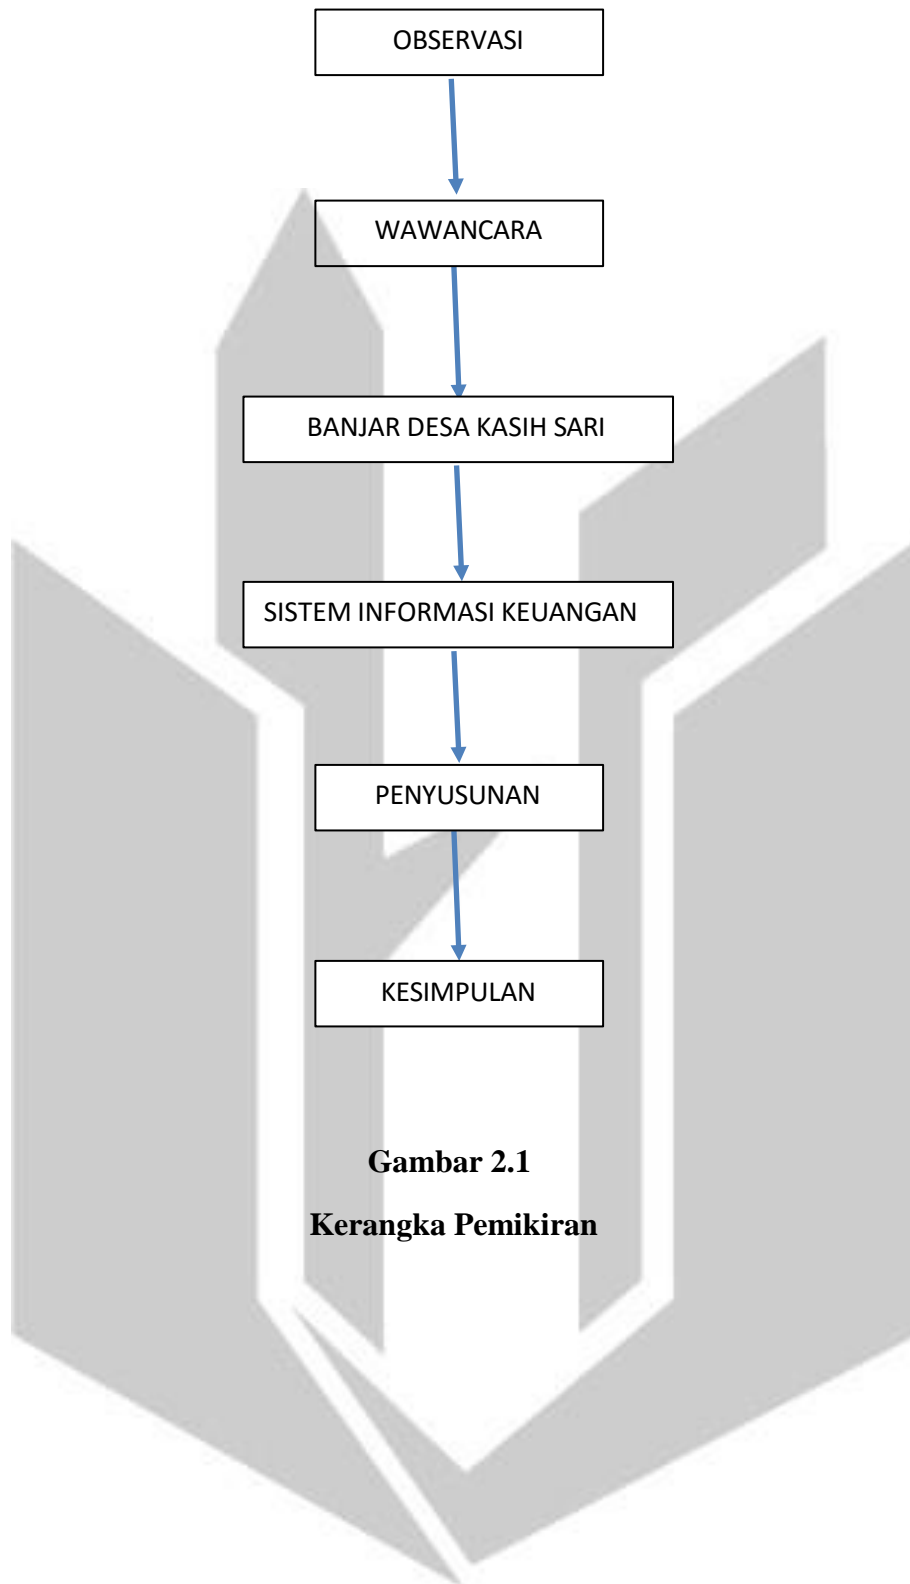 OBSERVASI
WAWANCARA
BANJAR DESA KASIH SARI
SISTEM INFORMASI KEUANGAN
PENYUSUNAN
KESIMPULAN
Gambar 2.1
Kerangka Pemikiran